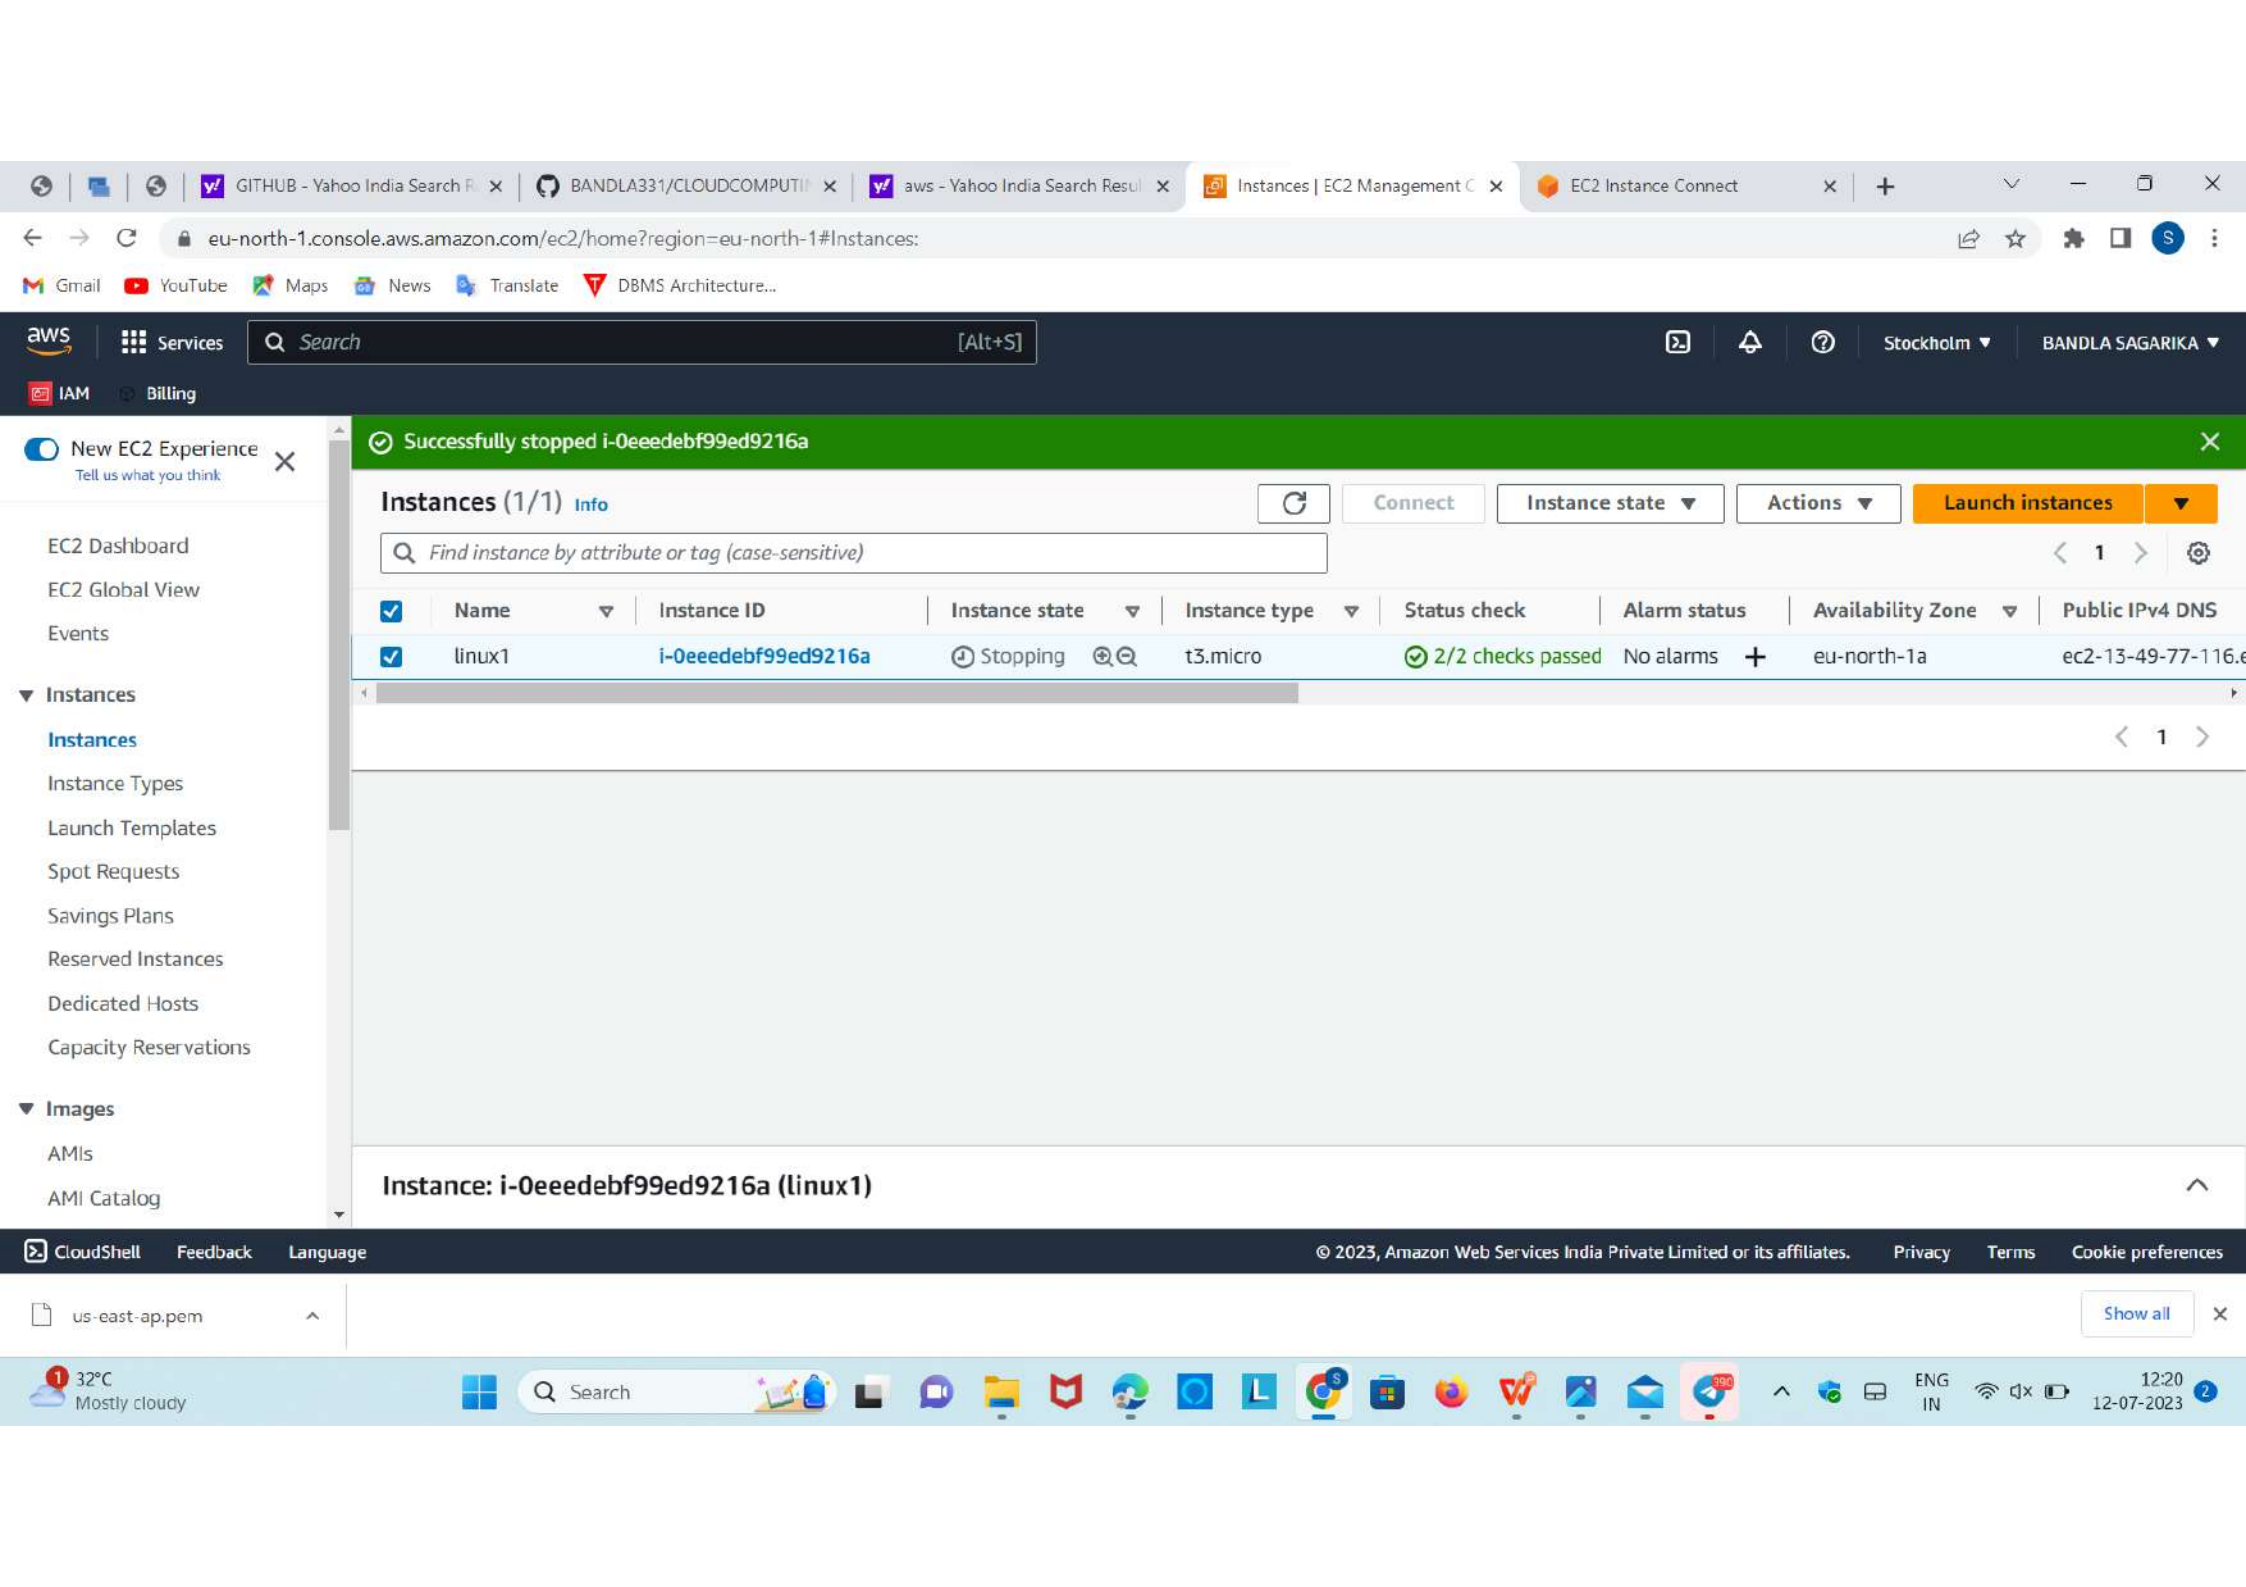 GITHUB - Yahoo India Search R
BANDLA331/CLOUDCOMPUTI
aws - Yahoo India Search Resul
Instances | EC2 Management C
EC2 Instance Connect
eu-north-1.console.aws.amazon.com/ec2/home?region=eu-north-1#Instances:
S
Gmail YouTube Maps News Translate DBMS Architecture...
aws Services Search [Alt+S] Stockholm BANDLA SAGARIKA
IAM Billing
New EC2 Experience
Tell us what you think
EC2 Dashboard
EC2 Global View
Events
Instances
Instances
Instance Types
Launch Templates
Spot Requests
Savings Plans
Reserved Instances
Dedicated Hosts
Capacity Reservations
Images
AMIs
AMI Catalog
Successfully stopped i-0eeedebf99ed9216a
Instances (1/1) Info Connect Instance state Actions Launch instances
Find instance by attribute or tag (case-sensitive) 1
Name Instance ID Instance state Instance type Status check Alarm status Availability Zone Public IPv4 DNS
linux1 i-0eeedebf99ed9216a Stopping t3.micro 2/2 checks passed No alarms + eu-north-1a ec2-13-49-77-116.e
1
Instance: i-0eeedebf99ed9216a (linux1)
CloudShell Feedback Language © 2023, Amazon Web Services India Private Limited or its affiliates. Privacy Terms Cookie preferences
us-east-ap.pem Show all
1 32°C
Mostly cloudy
Search
L
S
390
ENG
IN
12:20
12-07-2023
2